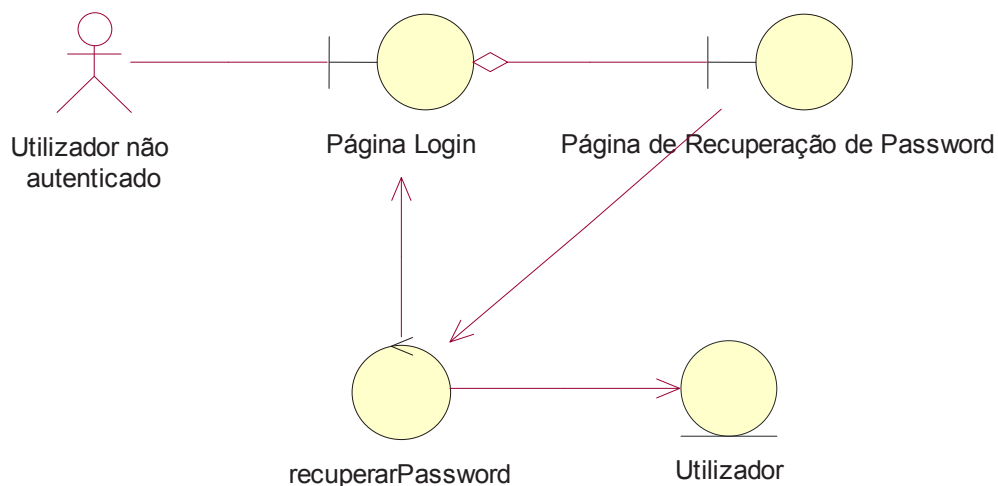 Utilizador não
autenticado
Página Login
Página de Recuperação de Password
recuperarPassword
Utilizador